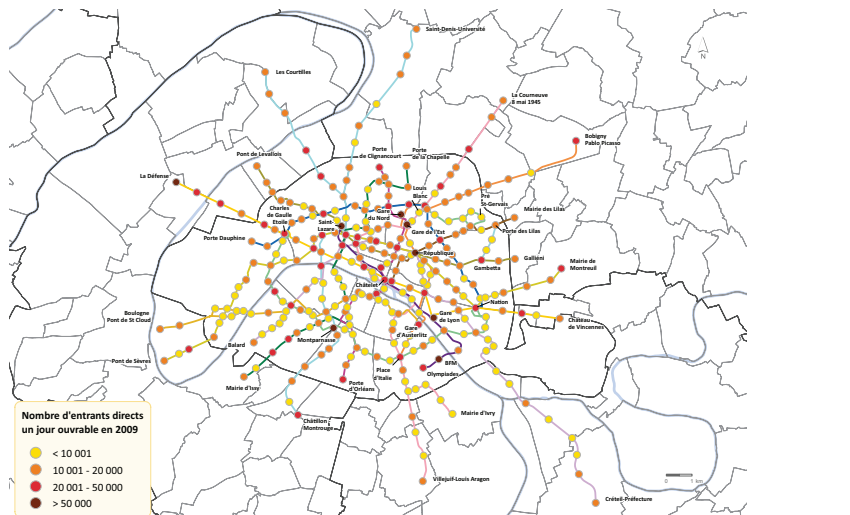 Saint-Denis-Université
Les Courtilles
La Courneuve
8 mai 1945
N
Bobigny
Pablo Picasso
Pont de Levallois
Porte
de Clignancourt
Porte
de la Chapelle
La Défense
Louis
Blanc
Pré
St-Gervais
Mairie des Lilas
Charles
de Gaulle
Etoile
Saint-
Lazare
Gare
du Nord
Gare de l'Est
Porte des Lilas
Porte Dauphine
République
Gallieni
Gambetta
Mairie de
Montreuil
Châtelet
Nation
Boulogne
Pont de St Cloud
Gare
de Lyon
Château
de Vincennes
Gare
d'Austerlitz
Balard
Montparnasse
Pont de Sèvres
BFM
Place
d'Italie
Olympiades
Mairie d'Issy
Porte
d'Orléans
Mairie d'Ivry
Châtillon
Montrouge
Villejuif-Louis Aragon
Créteil-Préfecture
0 1 km
Nombre d'entrants directs
un jour ouvrable en 2009
< 10 001
10 001 - 20 000
20 001 - 50 000
> 50 000